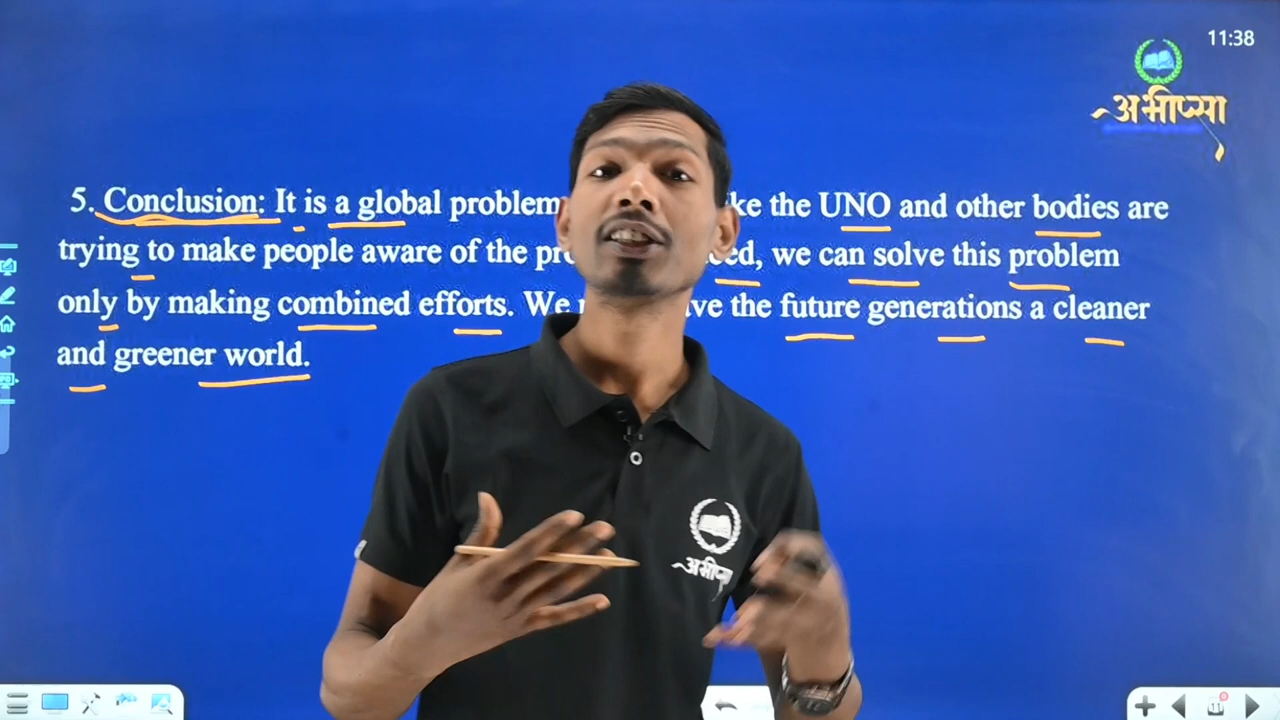 11:38
अभीप्सा
5. Conclusion: It is a global problem ke the UNO and other bodies are
trying to make people aware of the pro ed, we can solve this problem
only by making combined efforts. We ve the future generations a cleaner
and greener world.
अभीप्सा
11